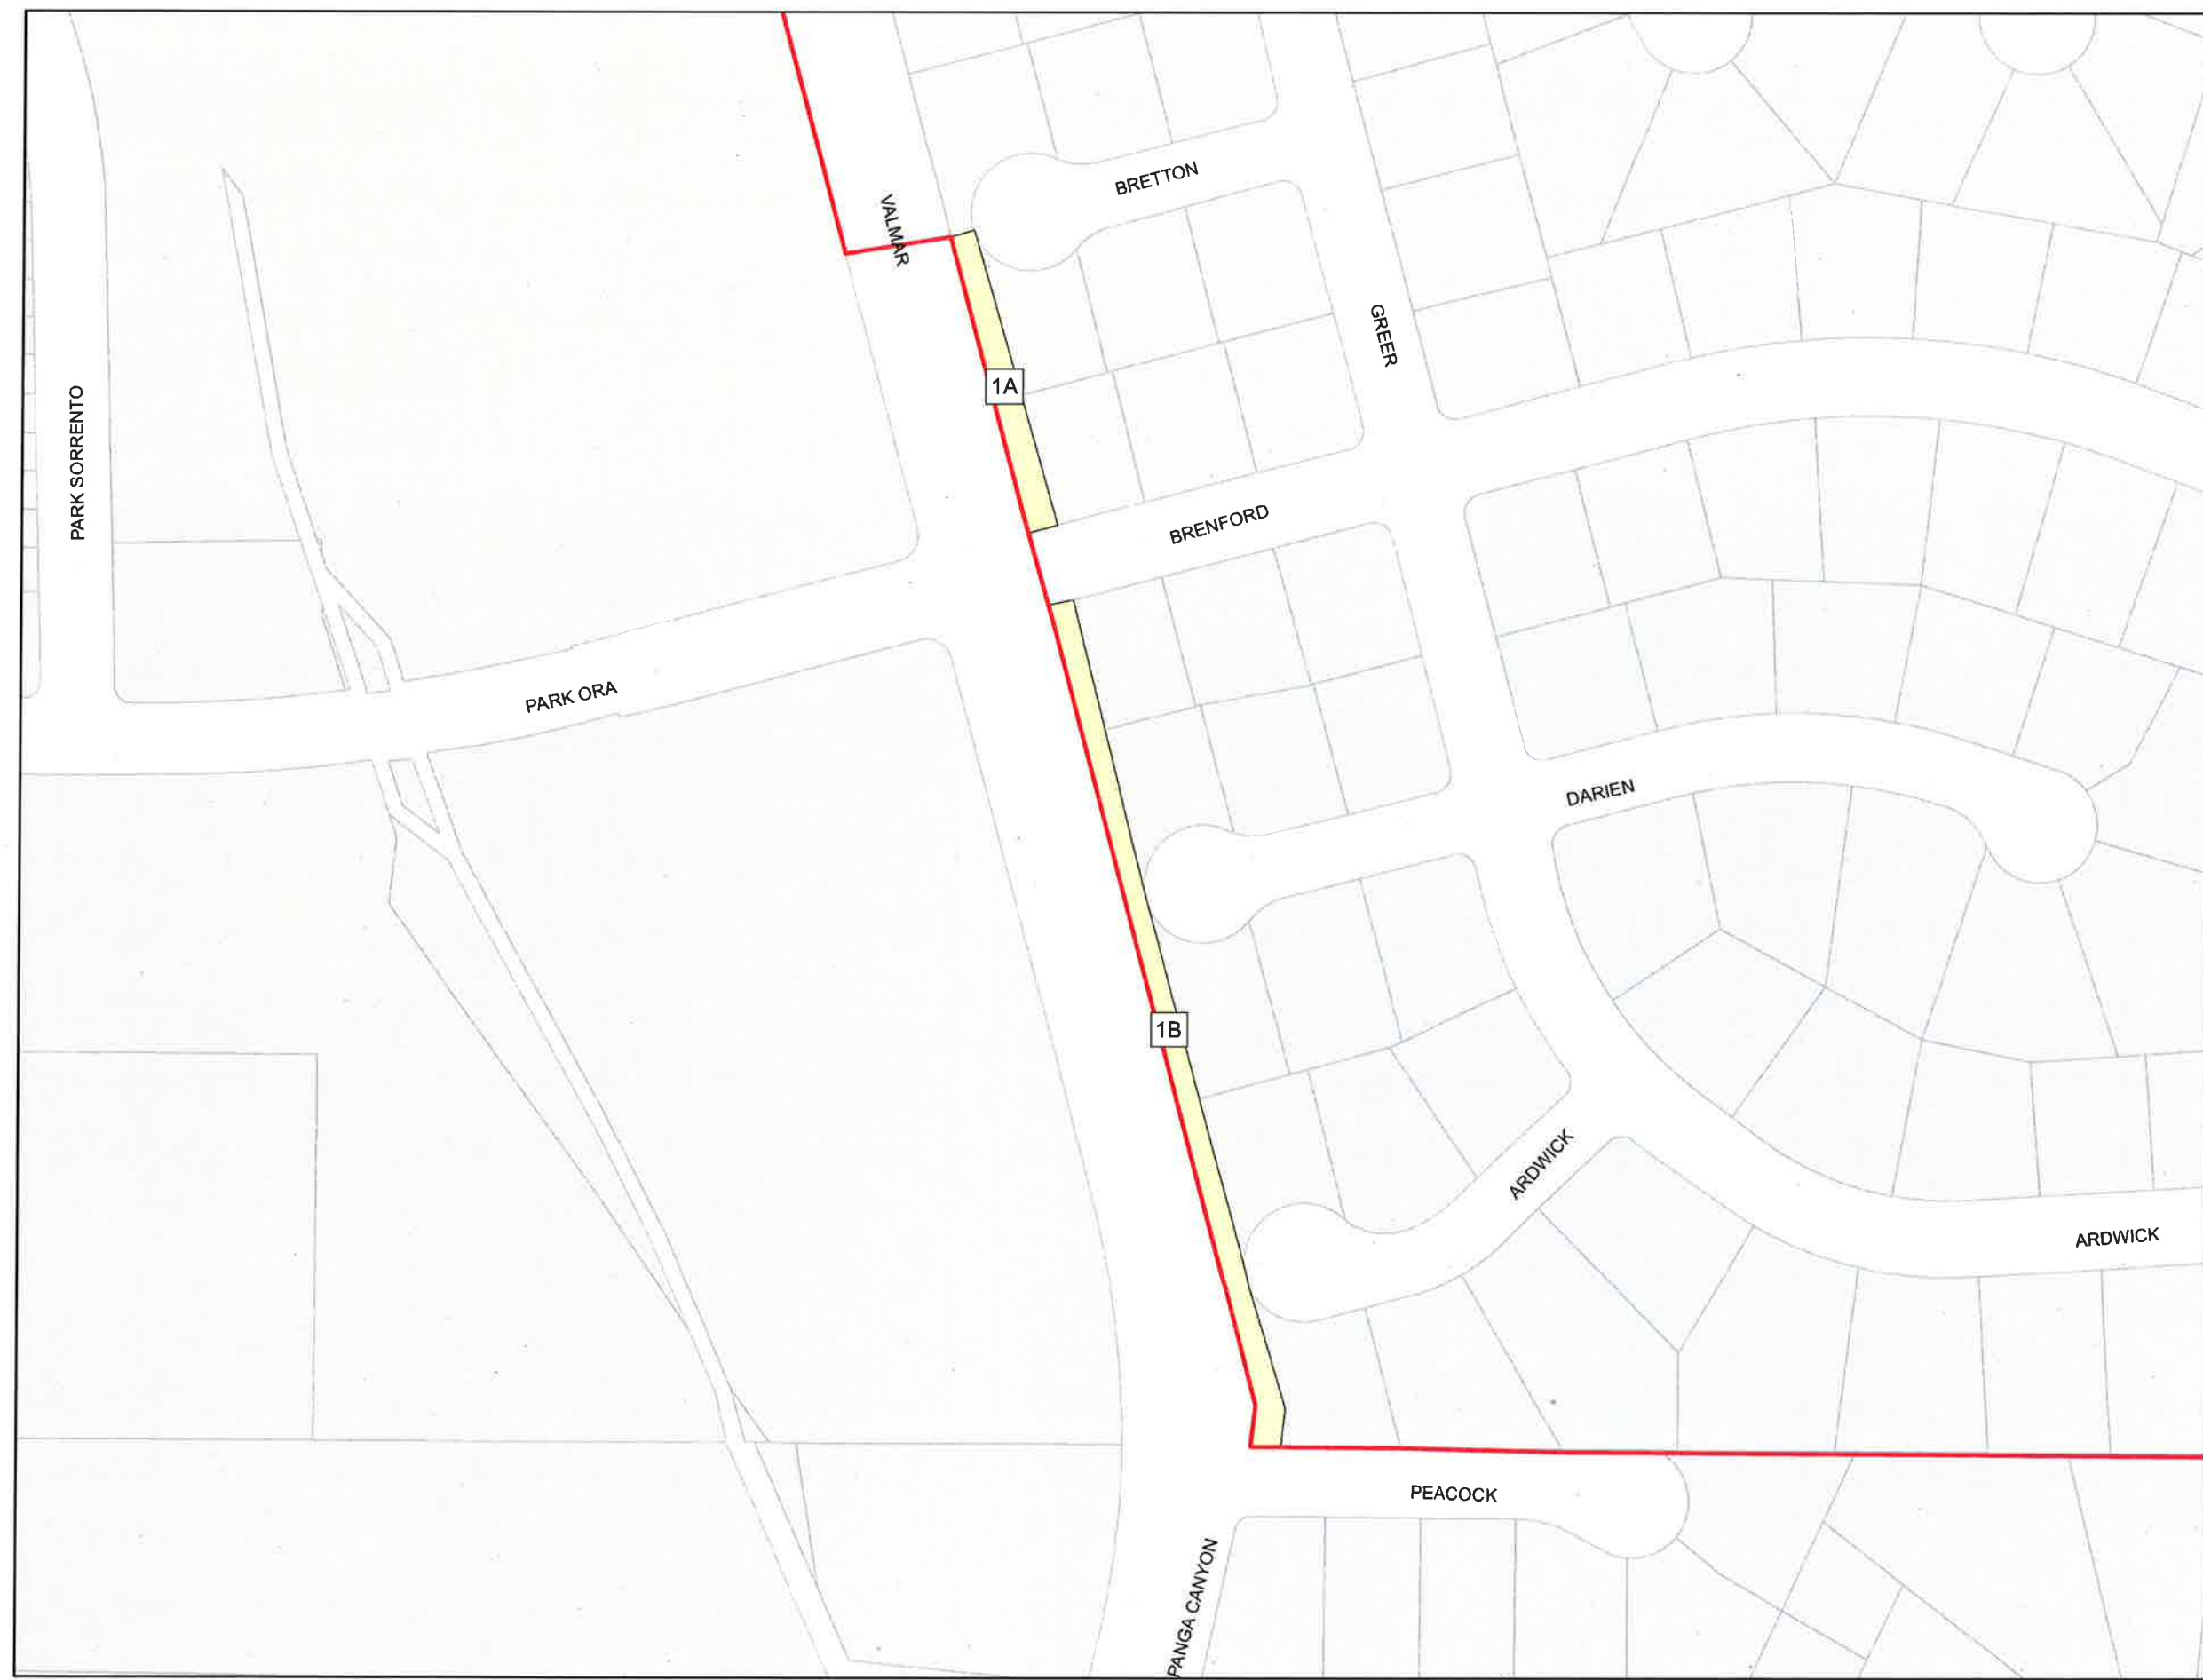 BRETTON
VALMAR
GREER
1A
PARK SORRENTO
BRENFORD
PARK ORA
DARIEN
1B
ARDWICK
ARDWICK
PEACOCK
PANGA CANYON